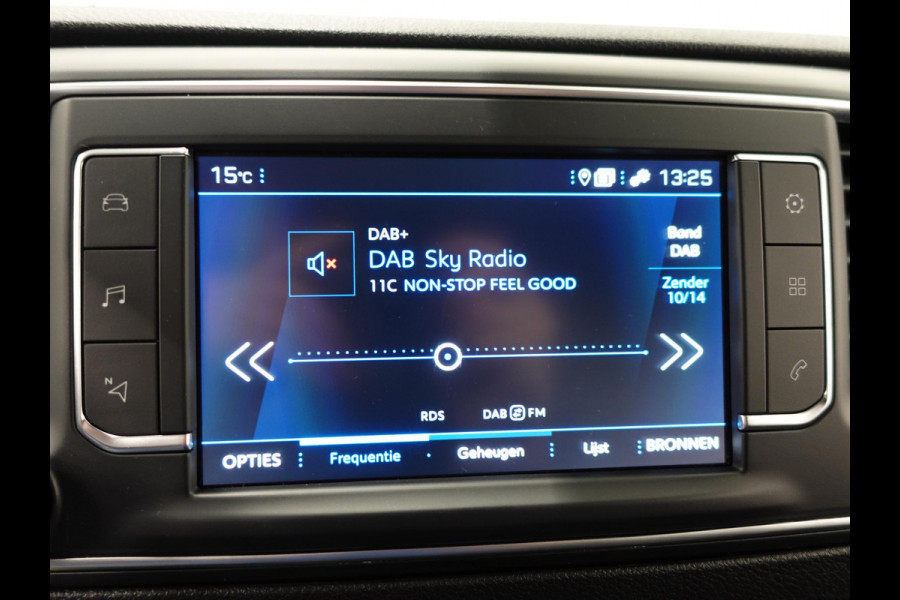 15°C 13:25
DAB+
DAB Sky Radio
11C NON-STOP FEEL GOOD
Band
DAB
Zender
10/14
RDS DAB FM
OPTIES Frequentie Geheugen Lijst BRONNEN
N